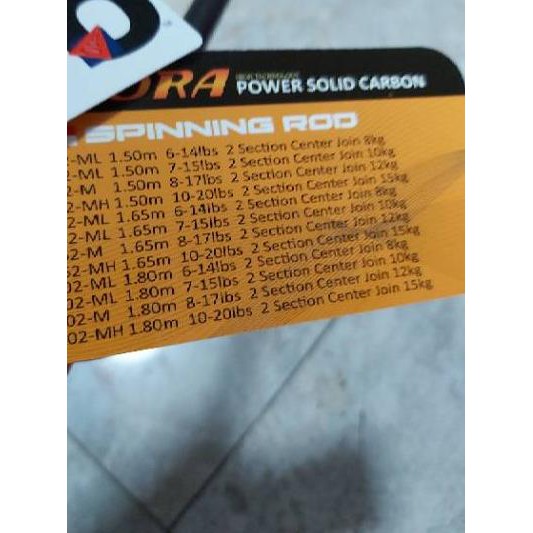 ORA HIGH TECHNOLOGY POWER SOLID CARBON
SPINNING ROD
2-ML 1.50m 6-14lbs 2 Section Center Join 8kg
2-ML 1.50m 7-15lbs 2 Section Center Join 10kg
2-M 1.50m 8-17lbs 2 Section Center Join 12kg
2-MH 1.50m 10-20lbs 2 Section Center Join 15kg
2-ML 1.65m 6-14lbs 2 Section Center Join 8kg
2-ML 1.65m 7-15lbs 2 Section Center Join 10kg
2-M 1.65m 8-17lbs 2 Section Center Join 12kg
52-MH 1.65m 10-20lbs 2 Section Center Join 15kg
02-ML 1.80m 6-14lbs 2 Section Center Join 8kg
02-ML 1.80m 7-15lbs 2 Section Center Join 10kg
02-M 1.80m 8-17lbs 2 Section Center Join 12kg
02-MH 1.80m 10-20lbs 2 Section Center Join 15kg